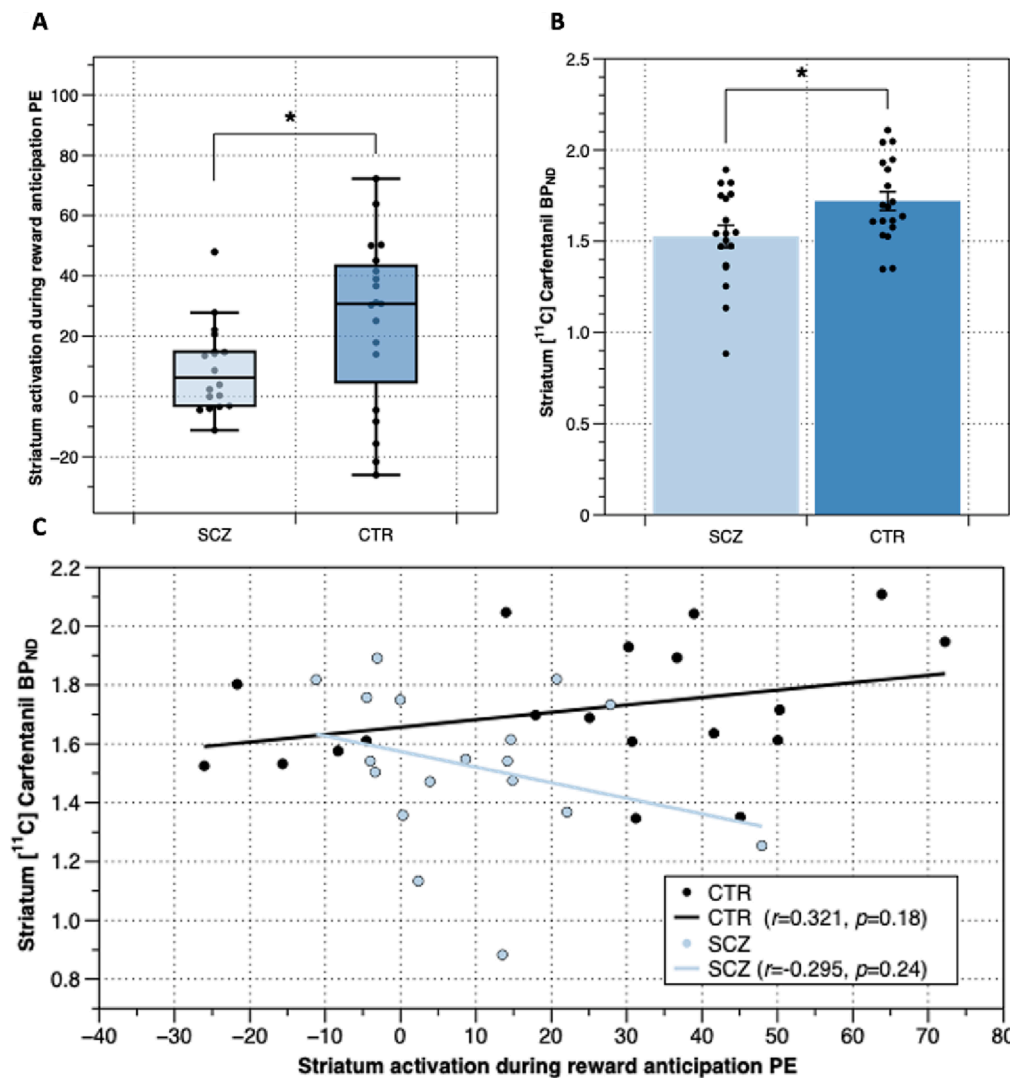 A
Striatum activation during reward anticipation PE
100
80
60
40
20
0
−20
*
SCZ
CTR
B
Striatum [¹¹C] Carfentanil BP_ND
2.5
2.0
1.5
1.0
0.5
0
*
SCZ
CTR
C
Striatum [¹¹C] Carfentanil BP_ND
2.2
2.0
1.8
1.6
1.4
1.2
1.0
0.8
CTR
CTR (r=0.321, p=0.18)
SCZ
SCZ (r=-0.295, p=0.24)
−40
−30
−20
−10
0
10
20
30
40
50
60
70
80
Striatum activation during reward anticipation PE